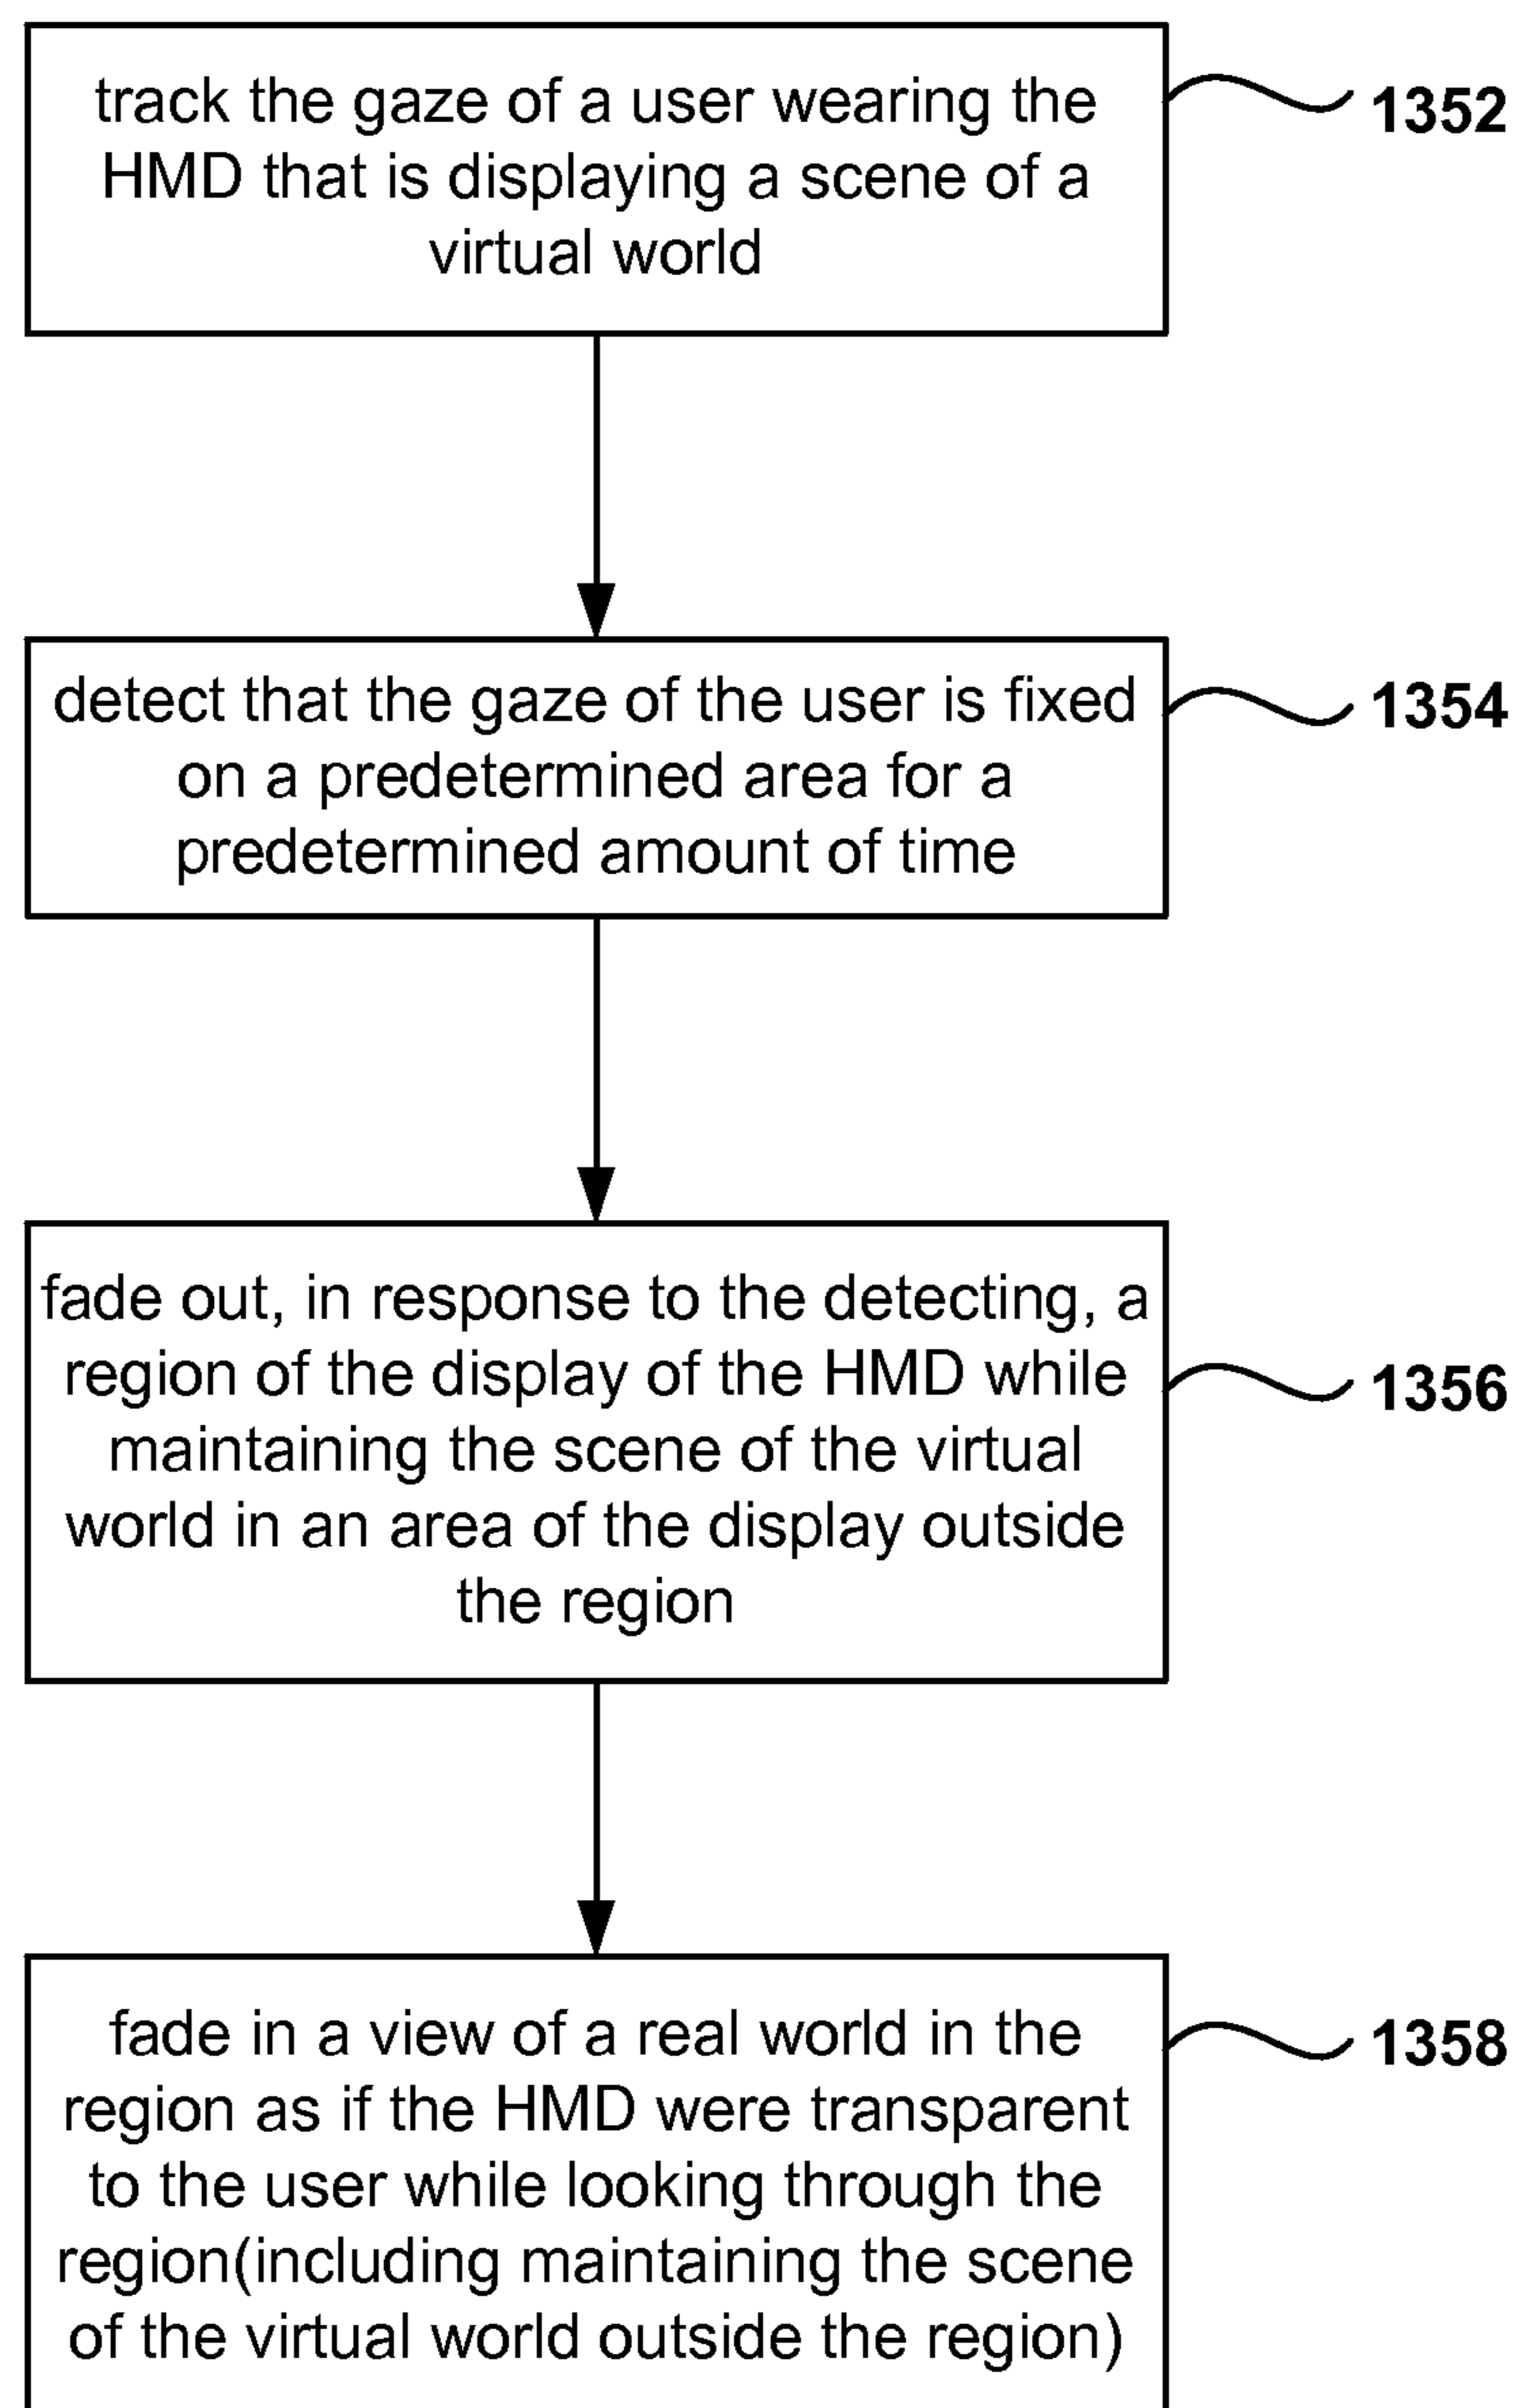 track the gaze of a user wearing the
HMD that is displaying a scene of a
virtual world
1352
detect that the gaze of the user is fixed
on a predetermined area for a
predetermined amount of time
1354
fade out, in response to the detecting, a
region of the display of the HMD while
maintaining the scene of the virtual
world in an area of the display outside
the region
1356
fade in a view of a real world in the
region as if the HMD were transparent
to the user while looking through the
region(including maintaining the scene
of the virtual world outside the region)
1358